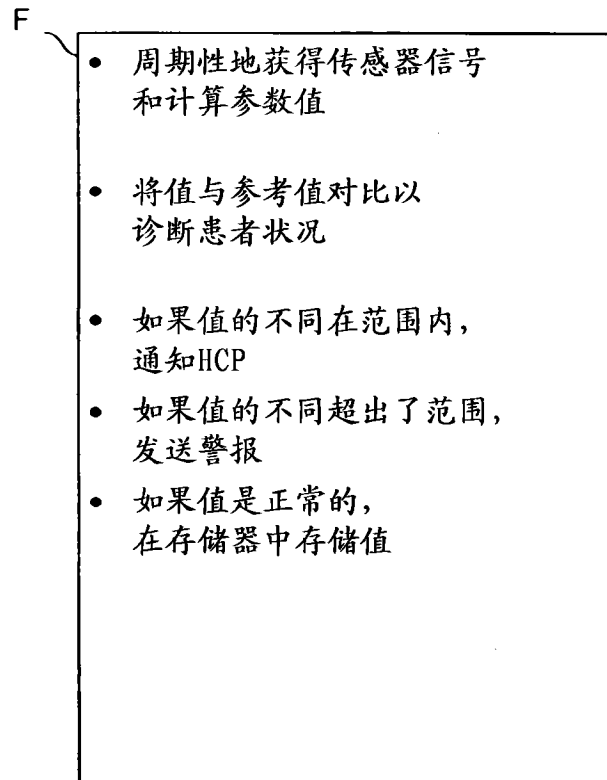 F
• 周期性地获得传感器信号
和计算参数值
• 将值与参考值对比以
诊断患者状况
• 如果值的不同在范围内,
通知HCP
• 如果值的不同超出了范围,
发送警报
• 如果值是正常的,
在存储器中存储值